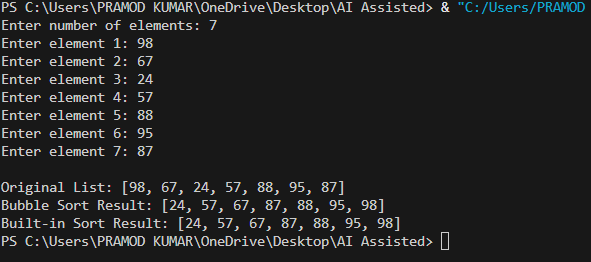 PS C:\Users\PRAMOD KUMAR\OneDrive\Desktop\AI Assisted> & "C:/Users/PRAMOD
Enter number of elements: 7
Enter element 1: 98
Enter element 2: 67
Enter element 3: 24
Enter element 4: 57
Enter element 5: 88
Enter element 6: 95
Enter element 7: 87
Original List: [98, 67, 24, 57, 88, 95, 87]
Bubble Sort Result: [24, 57, 67, 87, 88, 95, 98]
Built-in Sort Result: [24, 57, 67, 87, 88, 95, 98]
PS C:\Users\PRAMOD KUMAR\OneDrive\Desktop\AI Assisted>